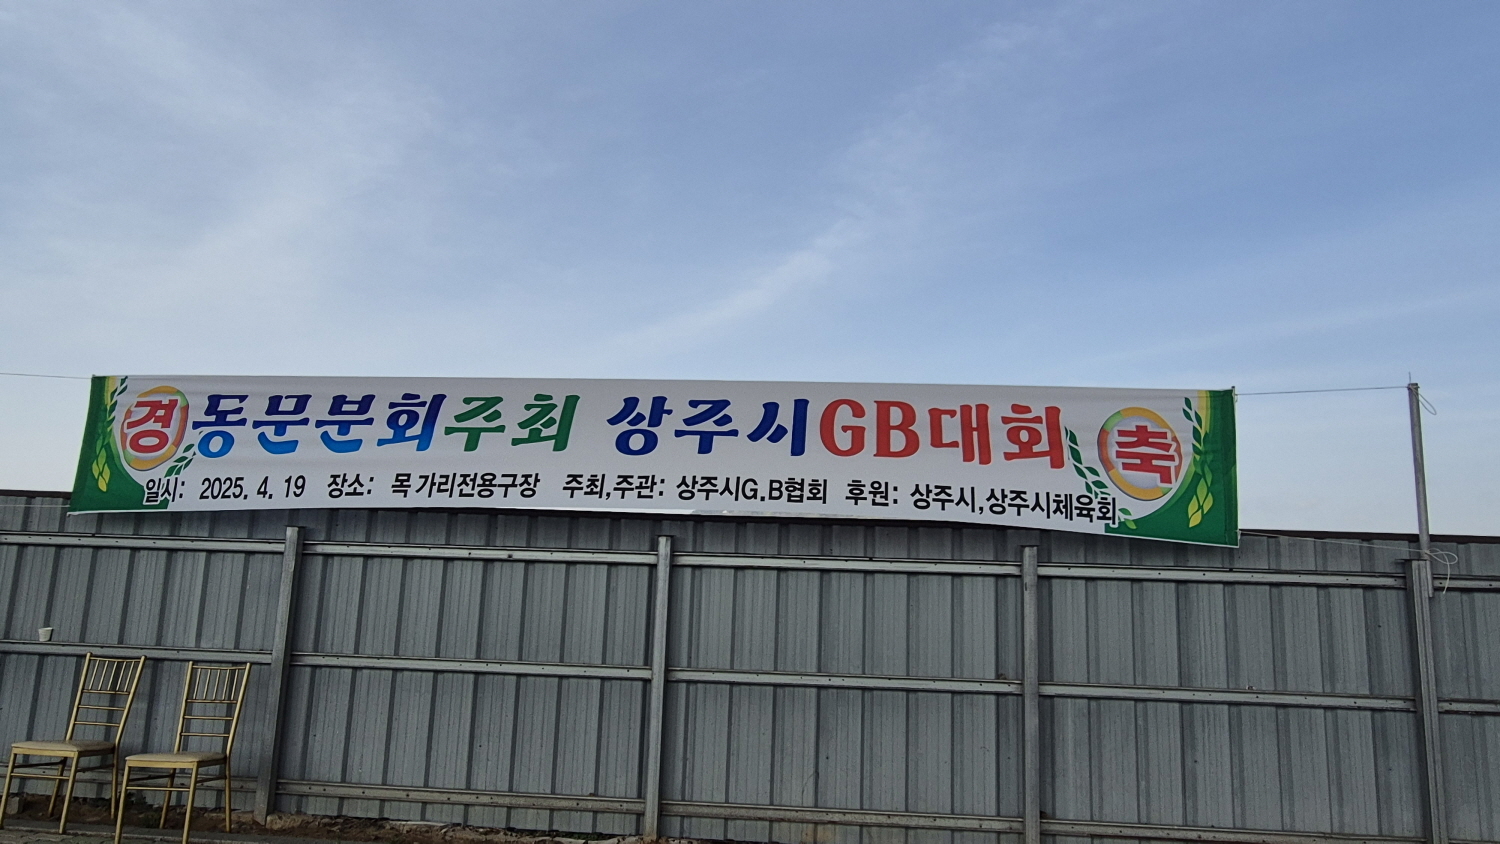 경 동문분회주최 상주시GB대회 축
일시: 2025. 4. 19 장소: 목가리전용구장 주최,주관: 상주시G.B협회 후원: 상주시,상주시체육회